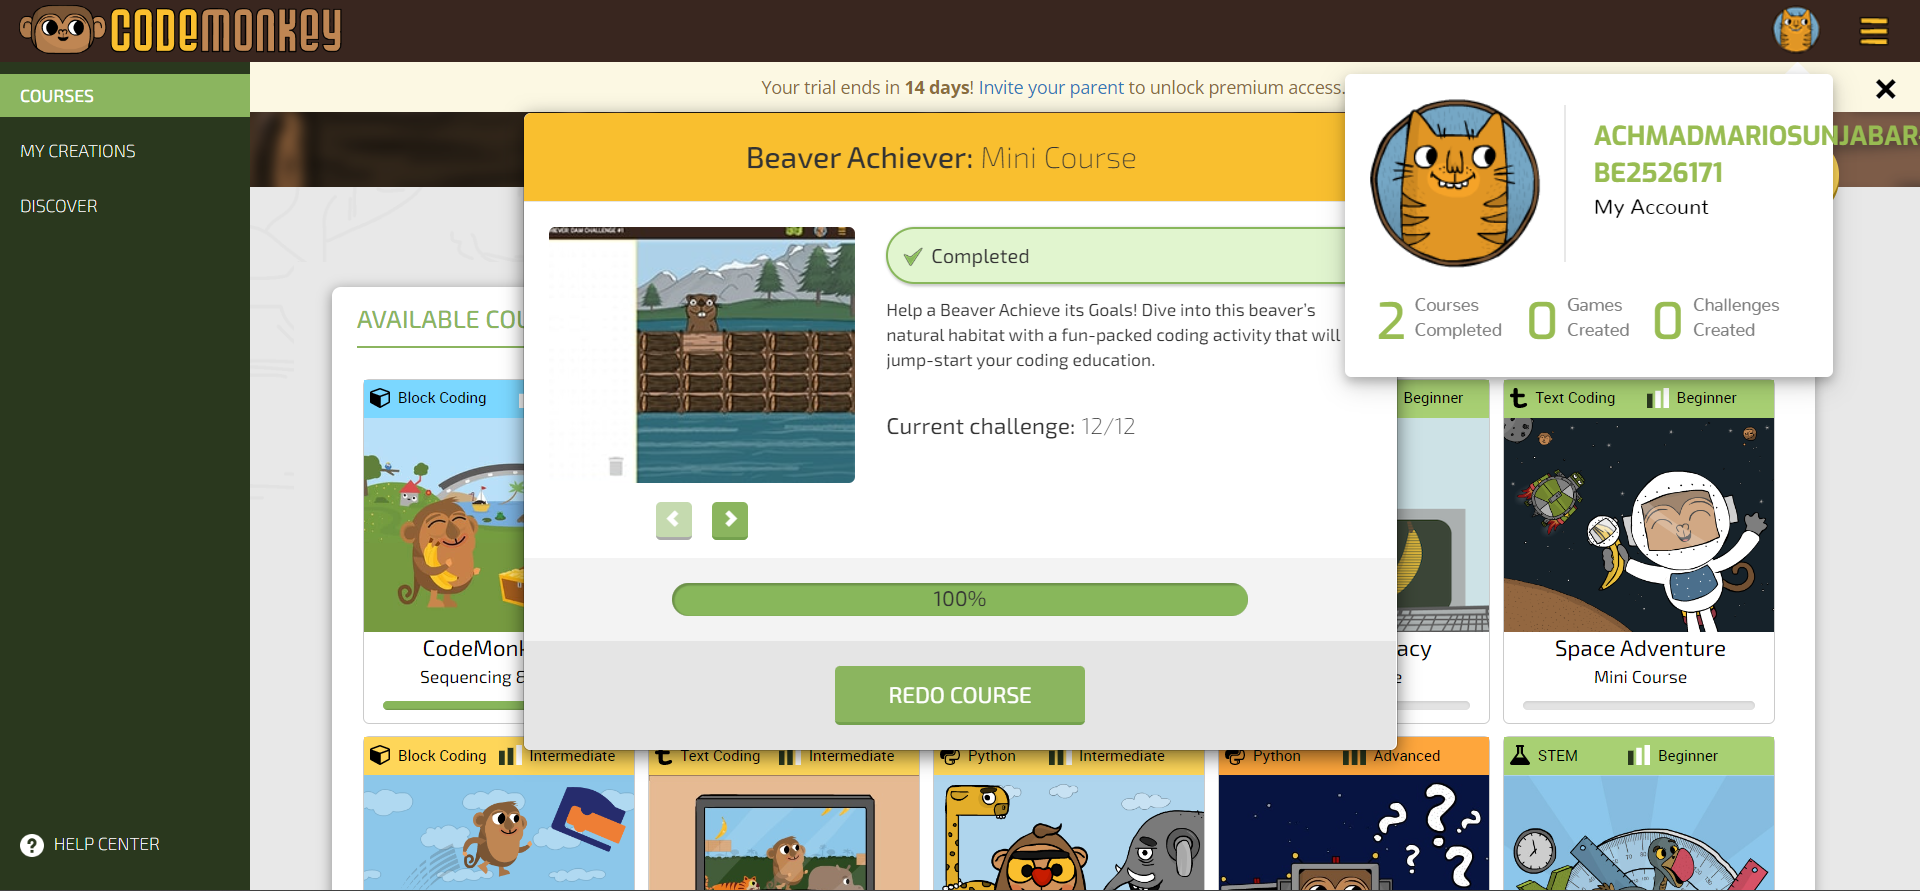 CODEMONKEY
COURSES
MY CREATIONS
DISCOVER
HELP CENTER
Your trial ends in 14 days! Invite your parent to unlock premium access.
ACHMADMARIOSUNJABAR-
BE2526171
My Account
2 Courses Completed
0 Games Created
0 Challenges Created
Beaver Achiever: Mini Course
DAM CHALLENGE #1
Completed
Help a Beaver Achieve its Goals! Dive into this beaver's
natural habitat with a fun-packed coding activity that will
jump-start your coding education.
Current challenge: 12/12
100%
REDO COURSE
AVAILABLE COU
Block Coding
Beginner
Text Coding Beginner
CodeMonk
Sequencing &
acy
Space Adventure
Mini Course
Block Coding Intermediate
Text Coding Intermediate
Python Intermediate
Python Advanced
STEM Beginner